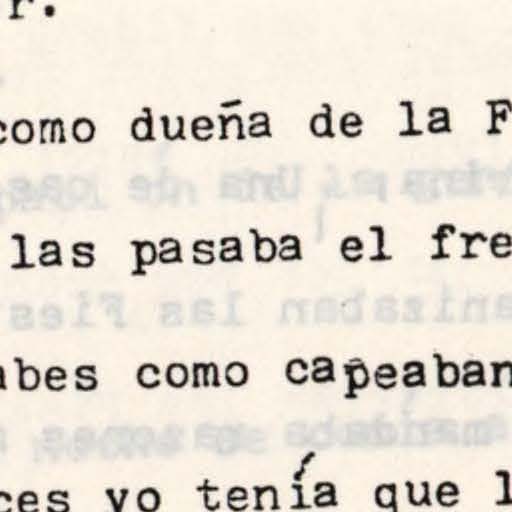 r.
como dueña de la F
las pasaba el fre
abes como capeaban
ces yo tenía que l